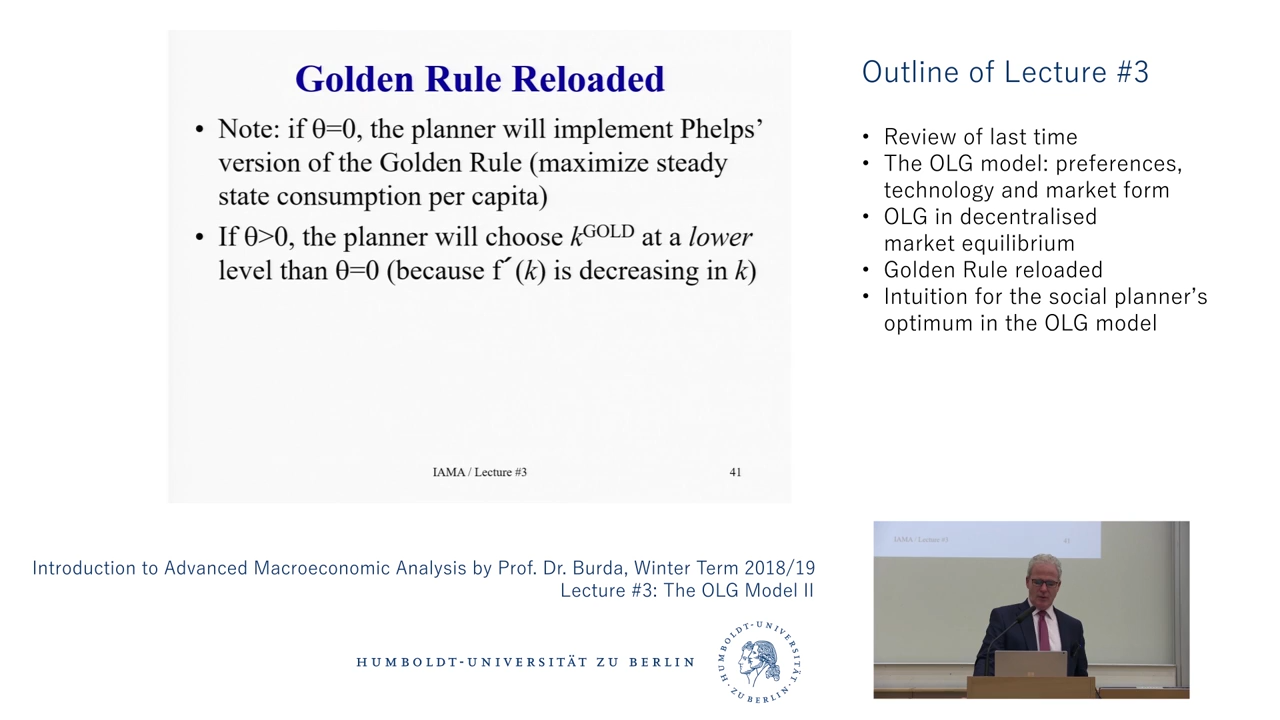 Golden Rule Reloaded
• Note: if θ=0, the planner will implement Phelps’
version of the Golden Rule (maximize steady
state consumption per capita)
• If θ>0, the planner will choose kGOLD at a lower
level than θ=0 (because f´(k) is decreasing in k)
IAMA / Lecture #3
41
Outline of Lecture #3
• Review of last time
• The OLG model: preferences,
technology and market form
• OLG in decentralised
market equilibrium
• Golden Rule reloaded
• Intuition for the social planner’s
optimum in the OLG model
IAMA / Lecture #3
41
Introduction to Advanced Macroeconomic Analysis by Prof. Dr. Burda, Winter Term 2018/19
Lecture #3: The OLG Model II
HUMBOLDT-UNIVERSITÄT ZU BERLIN
HUMBOLDT-UNIVERSITÄT
·ZU BERLIN·